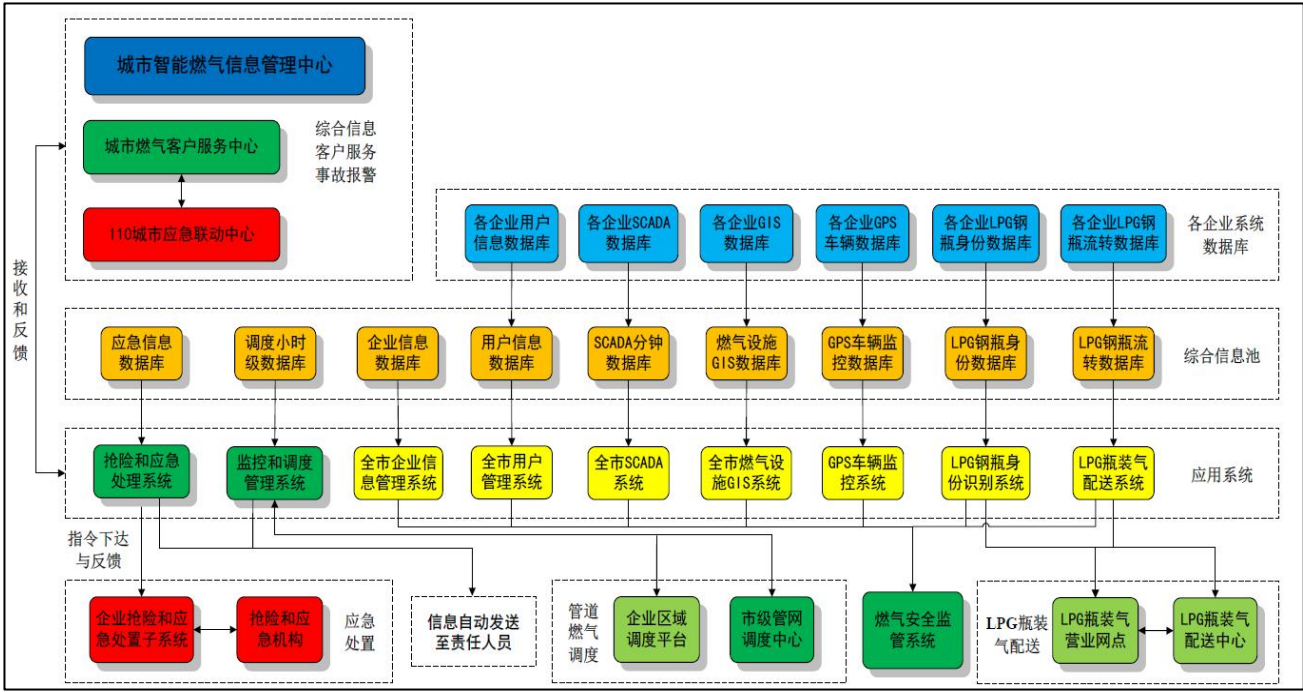 城市智能燃气信息管理中心
城市燃气客户服务中心
综合信息
客户服务
事故报警
110城市应急联动中心
接收和反馈
各企业用户
信息数据库
各企业SCADA
数据库
各企业GIS
数据库
各企业GPS
车辆数据库
各企业LPG钢
瓶身份数据库
各企业LPG钢
瓶流转数据库
各企业系统
数据库
应急信息
数据库
调度小时
级数据库
企业信息
数据库
用户信息
数据库
SCADA分钟
数据库
燃气设施
GIS数据库
GPS车辆监
控数据库
LPG钢瓶身
份数据库
LPG钢瓶流
转数据库
综合信息池
抢险和应急
处理系统
监控和调度
管理系统
全市企业信
息管理系统
全市用户
管理系统
全市SCADA
系统
全市燃气设
施GIS系统
GPS车辆监
控系统
LPG钢瓶身
份识别系统
LPG瓶装气
配送系统
应用系统
指令下达
与反馈
企业抢险和应
急处置子系统
抢险和应
急机构
应急
处置
信息自动发送
至责任人员
管道
燃气
调度
企业区域
调度平台
市级管网
调度中心
燃气安全监
管系统
LPG瓶装
气配送
LPG瓶装气
营业网点
LPG瓶装气
配送中心